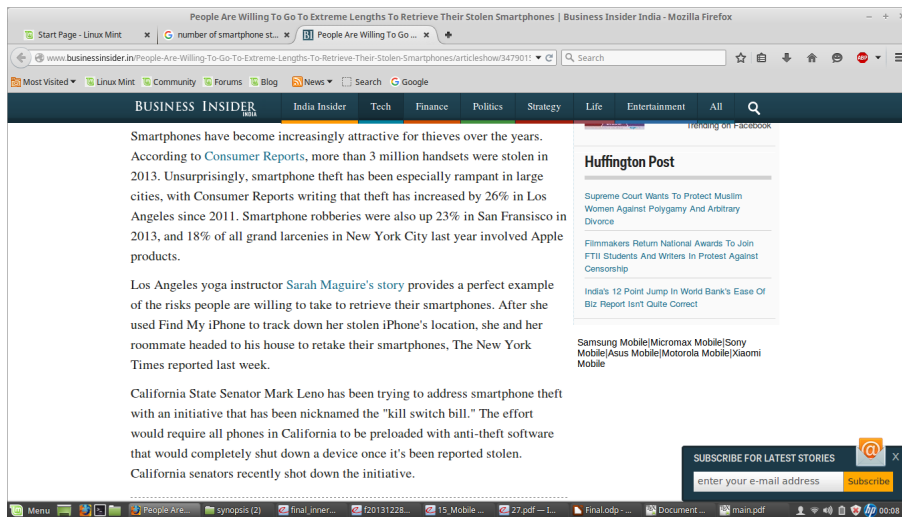 People Are Willing To Go To Extreme Lengths To Retrieve Their Stolen Smartphones | Business Insider India - Mozilla Firefox
Start Page - Linux Mint
number of smartphone st...
People Are Willing To Go ...
www.businessinsider.in/People-Are-Willing-To-Go-To-Extreme-Lengths-To-Retrieve-Their-Stolen-Smartphones/articleshow/3479015
Search
Most Visited
Linux Mint
Community
Forums
Blog
News
Search
Google
BUSINESS INSIDER
INDIA
India Insider
Tech
Finance
Politics
Strategy
Life
Entertainment
All
Smartphones have become increasingly attractive for thieves over the years.
According to Consumer Reports, more than 3 million handsets were stolen in
2013. Unsurprisingly, smartphone theft has been especially rampant in large
cities, with Consumer Reports writing that theft has increased by 26% in Los
Angeles since 2011. Smartphone robberies were also up 23% in San Fransisco in
2013, and 18% of all grand larcenies in New York City last year involved Apple
products.
Los Angeles yoga instructor Sarah Maguire's story provides a perfect example
of the risks people are willing to take to retrieve their smartphones. After she
used Find My iPhone to track down her stolen iPhone's location, she and her
roommate headed to his house to retake their smartphones, The New York
Times reported last week.
California State Senator Mark Leno has been trying to address smartphone theft
with an initiative that has been nicknamed the "kill switch bill." The effort
would require all phones in California to be preloaded with anti-theft software
that would completely shut down a device once it's been reported stolen.
California senators recently shot down the initiative.
Trending on Facebook
Huffington Post
Supreme Court Wants To Protect Muslim
Women Against Polygamy And Arbitrary
Divorce
Filmmakers Return National Awards To Join
FTII Students And Writers In Protest Against
Censorship
India's 12 Point Jump In World Bank's Ease Of
Biz Report Isn't Quite Correct
Samsung Mobile|Micromax Mobile|Sony
Mobile|Asus Mobile|Motorola Mobile|Xiaomi
Mobile
SUBSCRIBE FOR LATEST STORIES
X
enter your e-mail address
Subscribe
Menu
People Are...
synopsis (2)
final_inner...
f20131228...
15_Mobile ...
27.pdf — I...
Final.odp - ...
Document ...
main.pdf
00:08